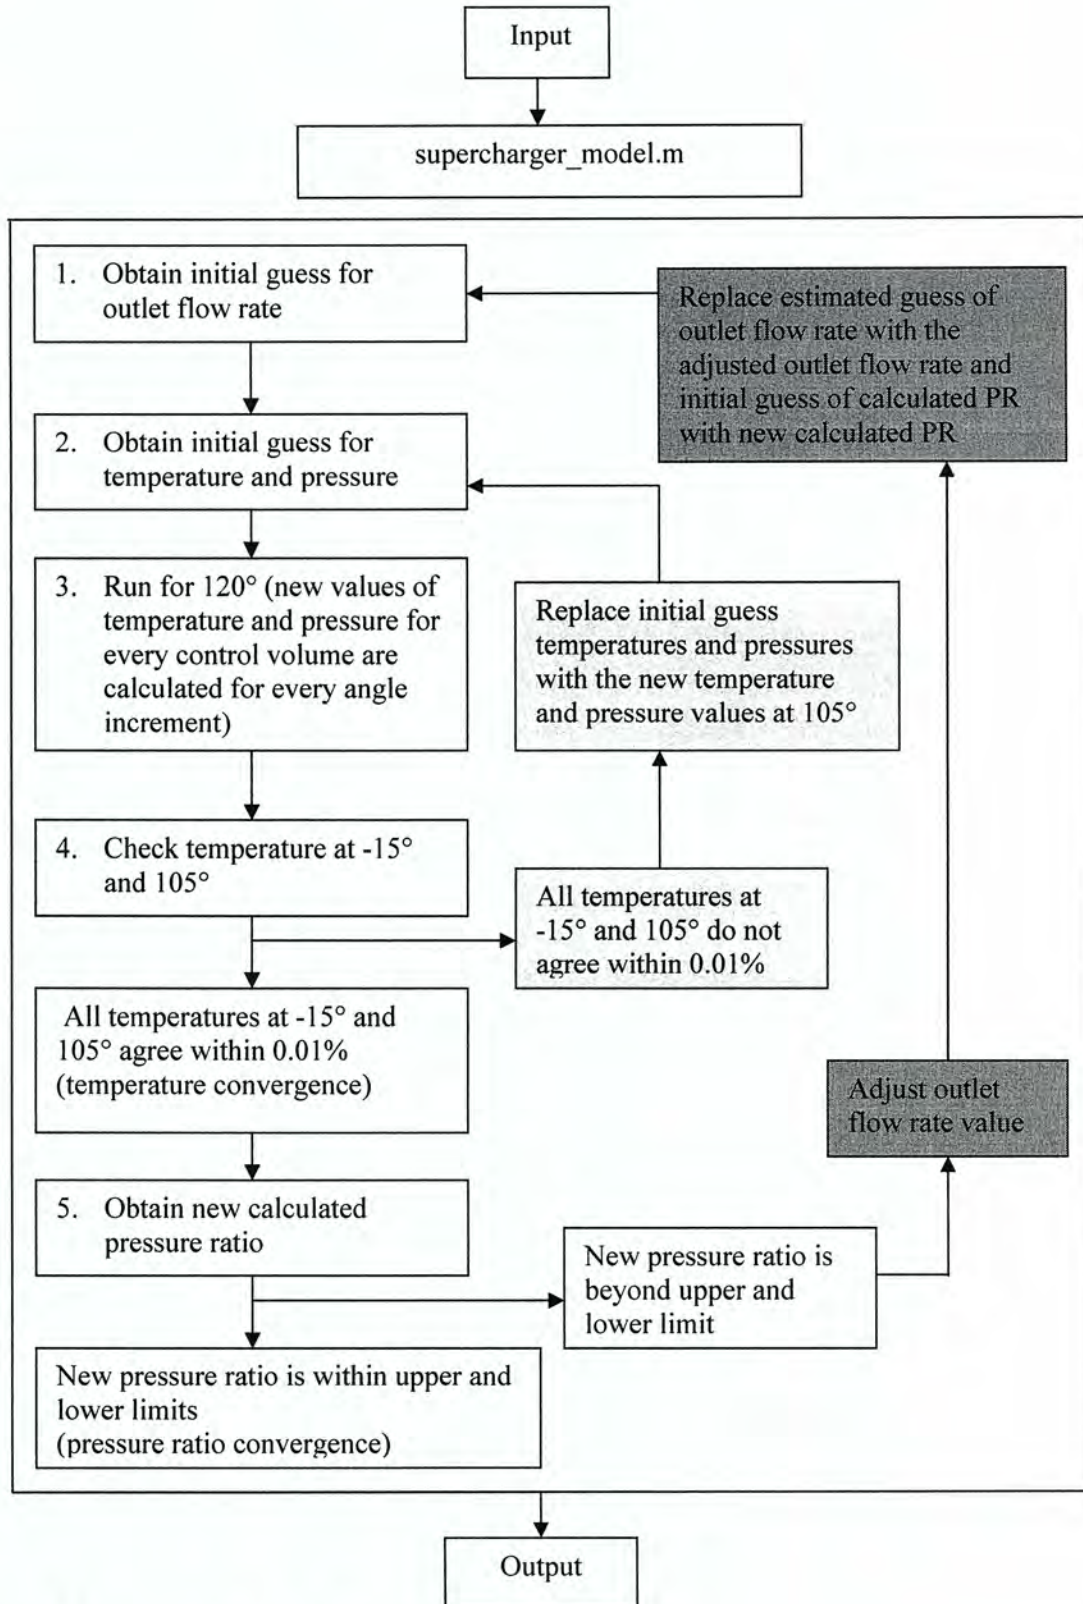 Input
supercharger_model.m
1. Obtain initial guess for
outlet flow rate
Replace estimated guess of
outlet flow rate with the
adjusted outlet flow rate and
initial guess of calculated PR
with new calculated PR
2. Obtain initial guess for
temperature and pressure
3. Run for 120° (new values of
temperature and pressure for
every control volume are
calculated for every angle
increment)
Replace initial guess
temperatures and pressures
with the new temperature
and pressure values at 105°
4. Check temperature at -15°
and 105°
All temperatures at
-15° and 105° do not
agree within 0.01%
All temperatures at -15° and
105° agree within 0.01%
(temperature convergence)
Adjust outlet
flow rate value
5. Obtain new calculated
pressure ratio
New pressure ratio is
beyond upper and
lower limit
New pressure ratio is within upper and
lower limits
(pressure ratio convergence)
Output